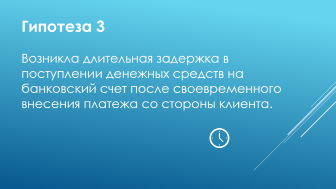 Гипотеза 3
Возникла длительная задержка в
поступлении денежных средств на
банковский счет после своевременного
внесения платежа со стороны клиента.